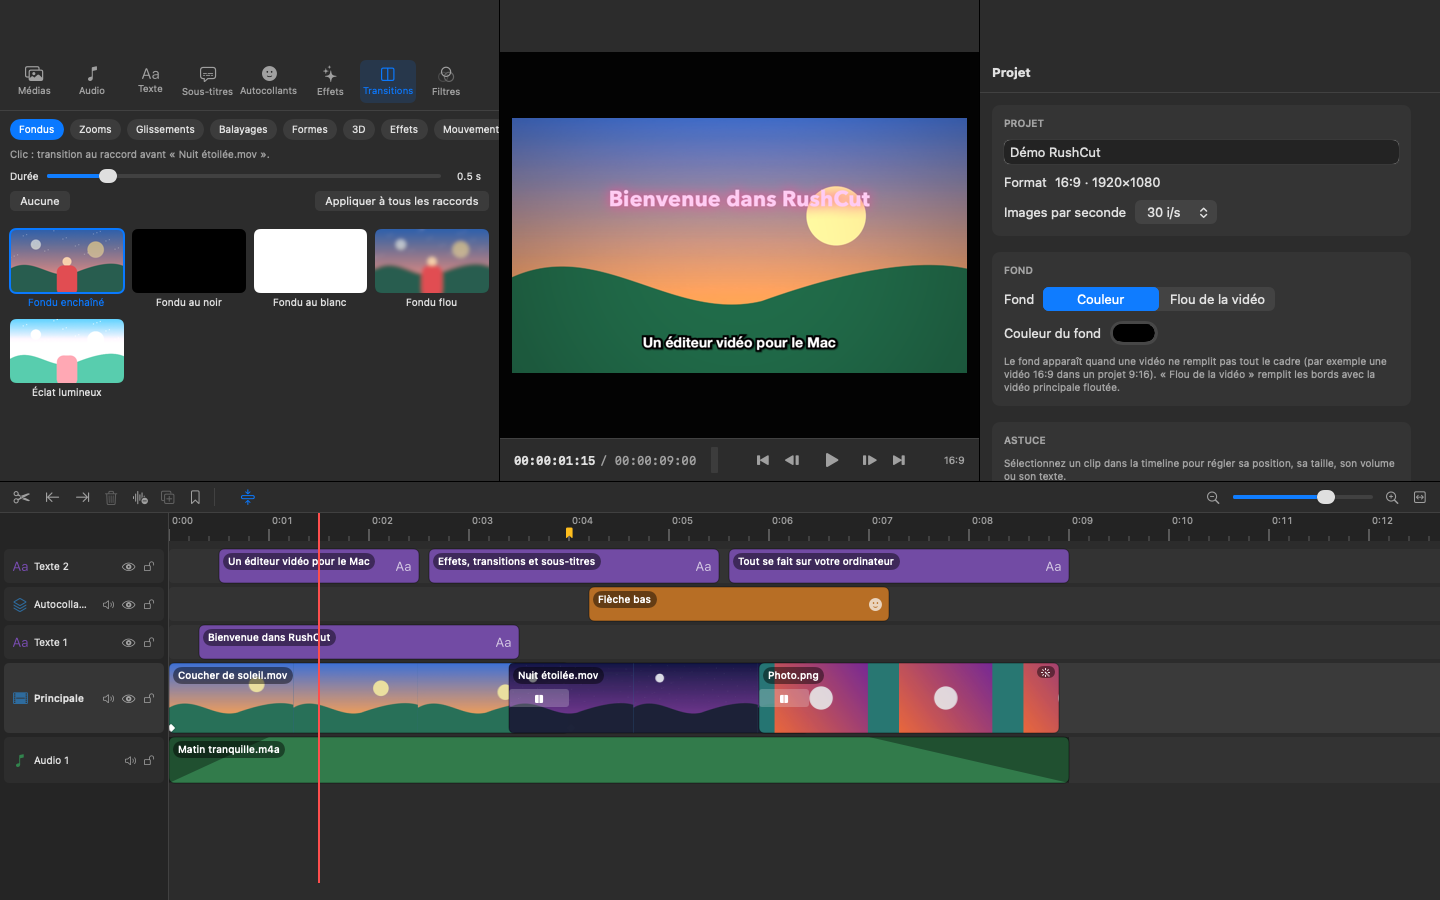 Médias
Audio
Texte
Sous-titres
Autocollants
Effets
Transitions
Filtres
Fondus
Zooms
Glissements
Balayages
Formes
3D
Effets
Mouvement
Clic : transition au raccord avant « Nuit étoilée.mov ».
Durée
0.5 s
Aucune
Appliquer à tous les raccords
Fondu enchaîné
Fondu au noir
Fondu au blanc
Fondu flou
Éclat lumineux
Bienvenue dans RushCut
Un éditeur vidéo pour le Mac
00:00:01:15 / 00:00:09:00
16:9
Projet
PROJET
Démo RushCut
Format 16:9 · 1920×1080
Images par seconde 30 i/s
FOND
Fond Couleur Flou de la vidéo
Couleur du fond
Le fond apparaît quand une vidéo ne remplit pas tout le cadre (par exemple une
vidéo 16:9 dans un projet 9:16). « Flou de la vidéo » remplit les bords avec la
vidéo principale floutée.
ASTUCE
Sélectionnez un clip dans la timeline pour régler sa position, sa taille, son volume
ou son texte.
0:00 0:01 0:02 0:03 0:04 0:05 0:06 0:07 0:08 0:09 0:10 0:11 0:12
Aa Texte 2
Un éditeur vidéo pour le Mac Aa
Effets, transitions et sous-titres Aa
Tout se fait sur votre ordinateur Aa
Autocolla...
Flèche bas
Aa Texte 1
Bienvenue dans RushCut Aa
Principale
Coucher de soleil.mov
Nuit étoilée.mov
Photo.png
Audio 1
Matin tranquille.m4a